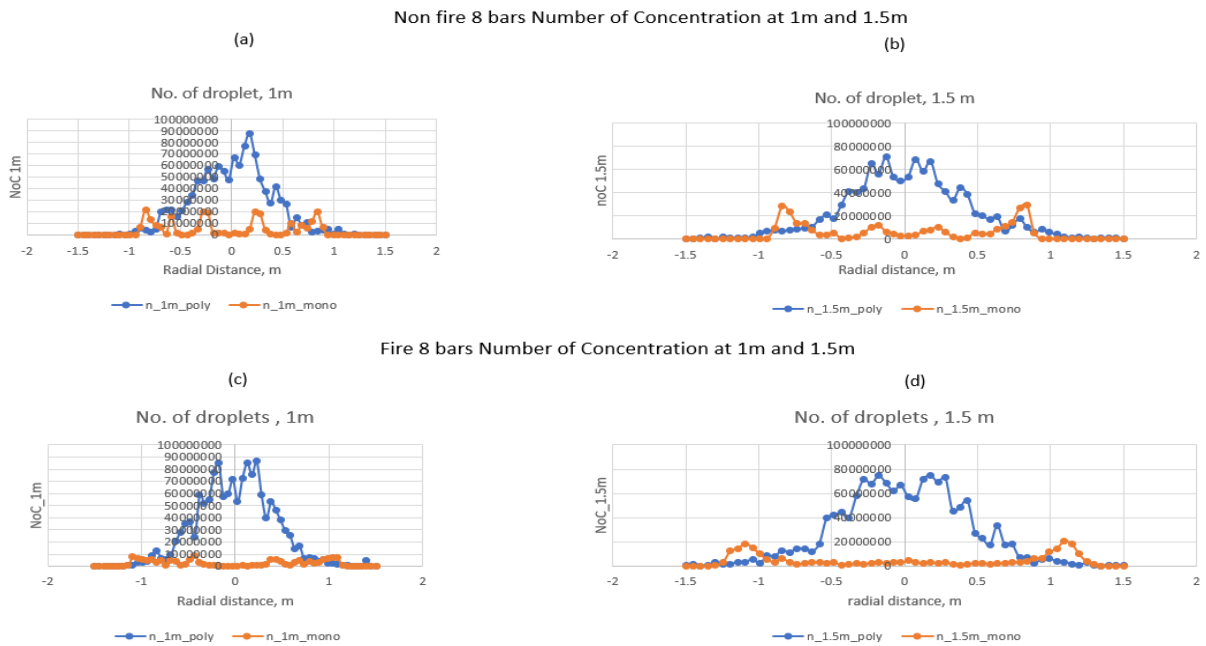 Non fire 8 bars Number of Concentration at 1m and 1.5m
(a)
(b)
No. of droplet, 1m
No. of droplet, 1.5 m
NoC 1m
100000000
90000000
80000000
70000000
60000000
50000000
40000000
30000000
20000000
10000000
0
-2 -1 -0.5 0 0.5 1 2
Radial Distance, m
n_1m_poly n_1m_mono
noC 1.5m
100000000
80000000
60000000
40000000
20000000
0
-2 -1.5 -1 -0.5 0 0.5 1 1.5 2
Radial distance, m
n_1.5m_poly n_1.5m_mono
Fire 8 bars Number of Concentration at 1m and 1.5m
(c)
(d)
No. of droplets , 1m
No. of droplets , 1.5 m
NoC_1m
100000000
90000000
80000000
70000000
60000000
50000000
40000000
30000000
20000000
10000000
0
-2 -1 0 1 2
Radial distance, m
n_1m_poly n_1m_mono
NoC_1.5m
100000000
80000000
60000000
40000000
20000000
0
-2 -1.5 -1 -0.5 0 0.5 1 1.5 2
radial distance, m
n_1.5m_poly n_1.5m_mono